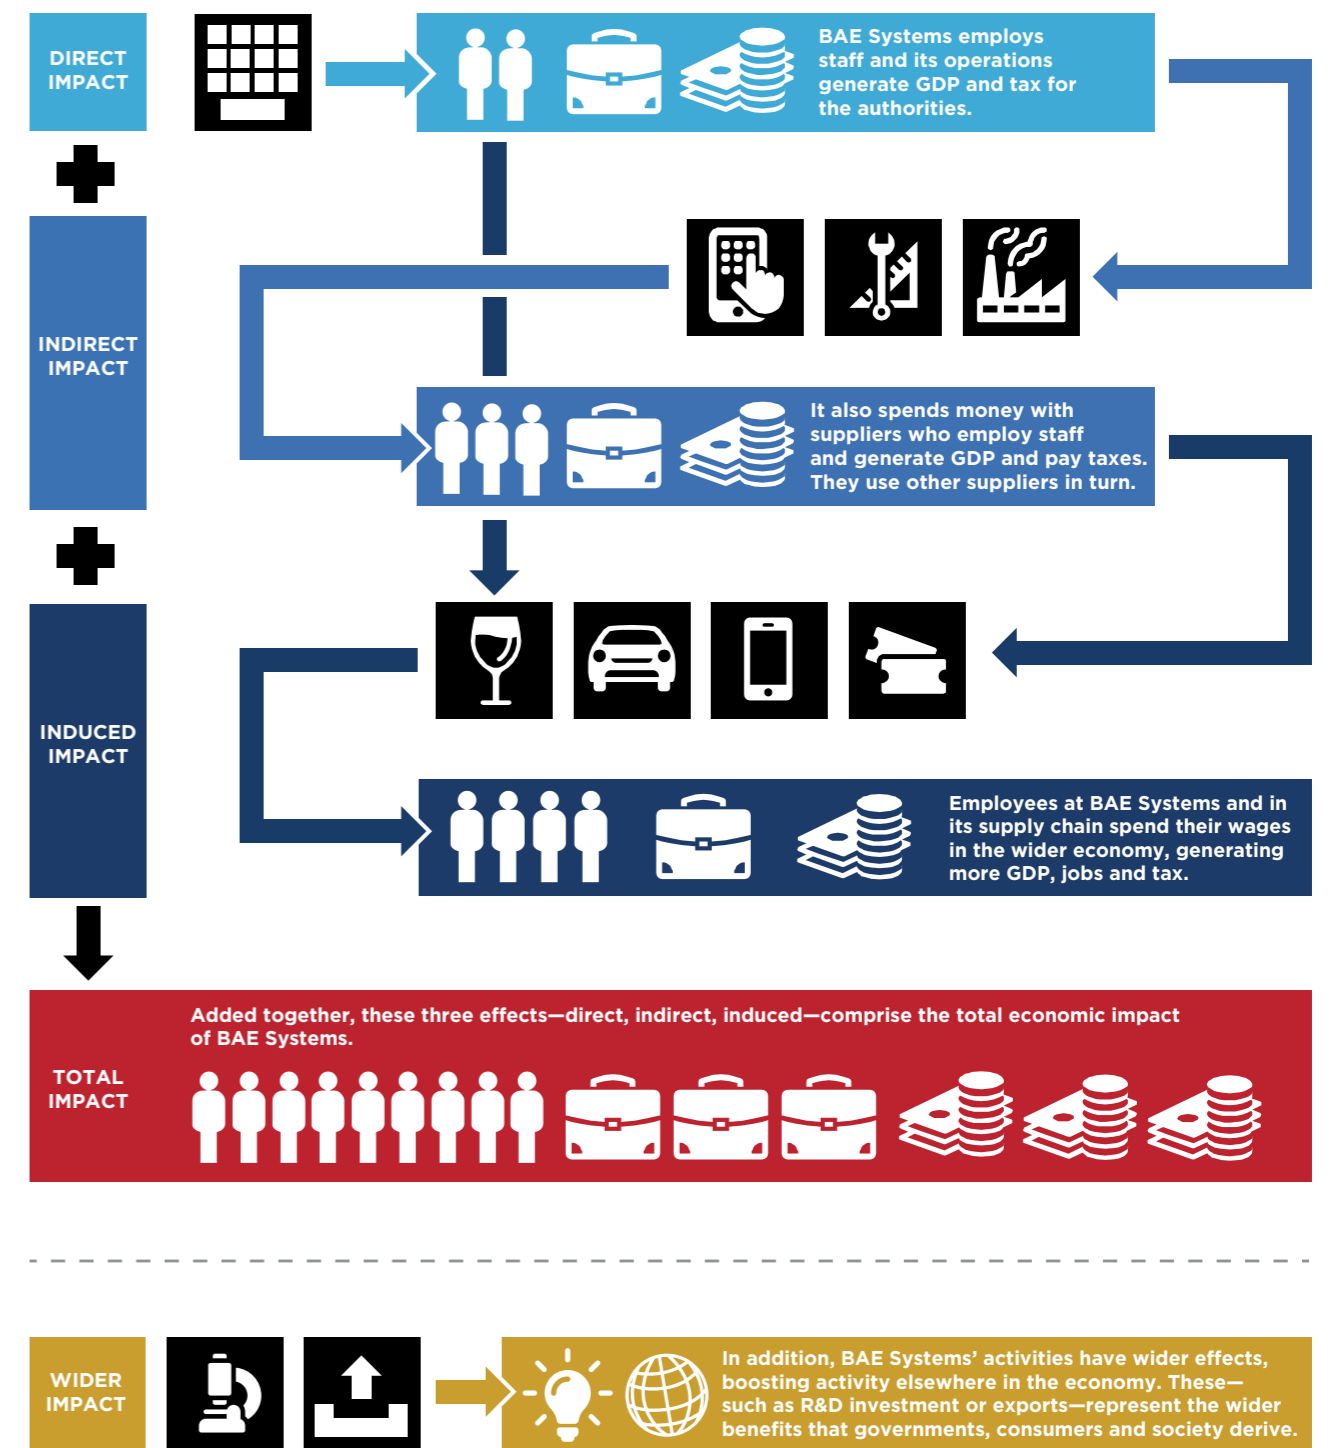 DIRECT
IMPACT
BAE Systems employs
staff and its operations
generate GDP and tax for
the authorities.
INDIRECT
IMPACT
It also spends money with
suppliers who employ staff
and generate GDP and pay taxes.
They use other suppliers in turn.
INDUCED
IMPACT
Employees at BAE Systems and in
its supply chain spend their wages
in the wider economy, generating
more GDP, jobs and tax.
TOTAL
IMPACT
Added together, these three effects—direct, indirect, induced—comprise the total economic impact
of BAE Systems.
WIDER
IMPACT
In addition, BAE Systems’ activities have wider effects,
boosting activity elsewhere in the economy. These—
such as R&D investment or exports—represent the wider
benefits that governments, consumers and society derive.